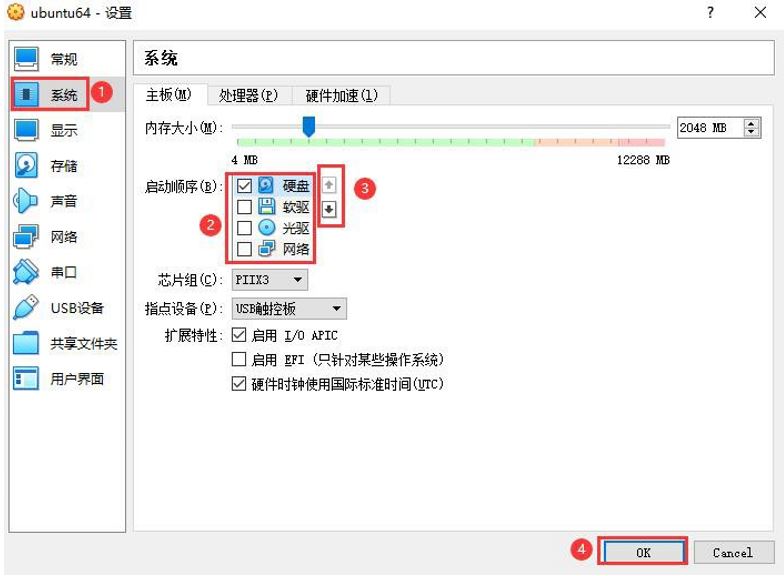 ubuntu64 - 设置
?
常规
系统
1
显示
存储
声音
网络
串口
USB设备
共享文件夹
用户界面
系统
主板(M) 处理器(P) 硬件加速(l)
内存大小(M):
2048 MB
4 MB 12288 MB
启动顺序(B):
硬盘
软驱
光驱
网络
2
3
芯片组(C): PIIX3
指点设备(P): USB触控板
扩展特性: 启用 I/O APIC
启用 EFI (只针对某些操作系统)
硬件时钟使用国际标准时间(UTC)
4
OK Cancel